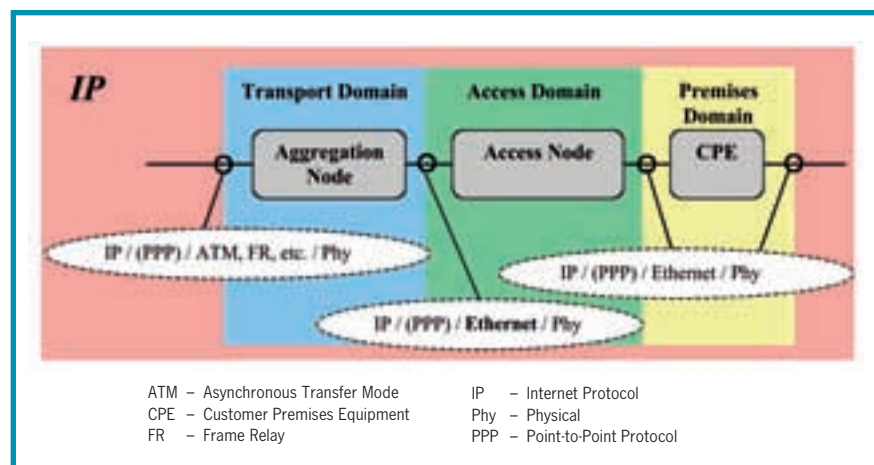 IP
Transport Domain
Access Domain
Premises
Domain
Aggregation
Node
Access Node
CPE
IP / (PPP) / ATM, FR, etc. / Phy
IP / (PPP) / Ethernet / Phy
IP / (PPP) / Ethernet / Phy
ATM – Asynchronous Transfer Mode
CPE – Customer Premises Equipment
FR – Frame Relay
IP – Internet Protocol
Phy – Physical
PPP – Point-to-Point Protocol